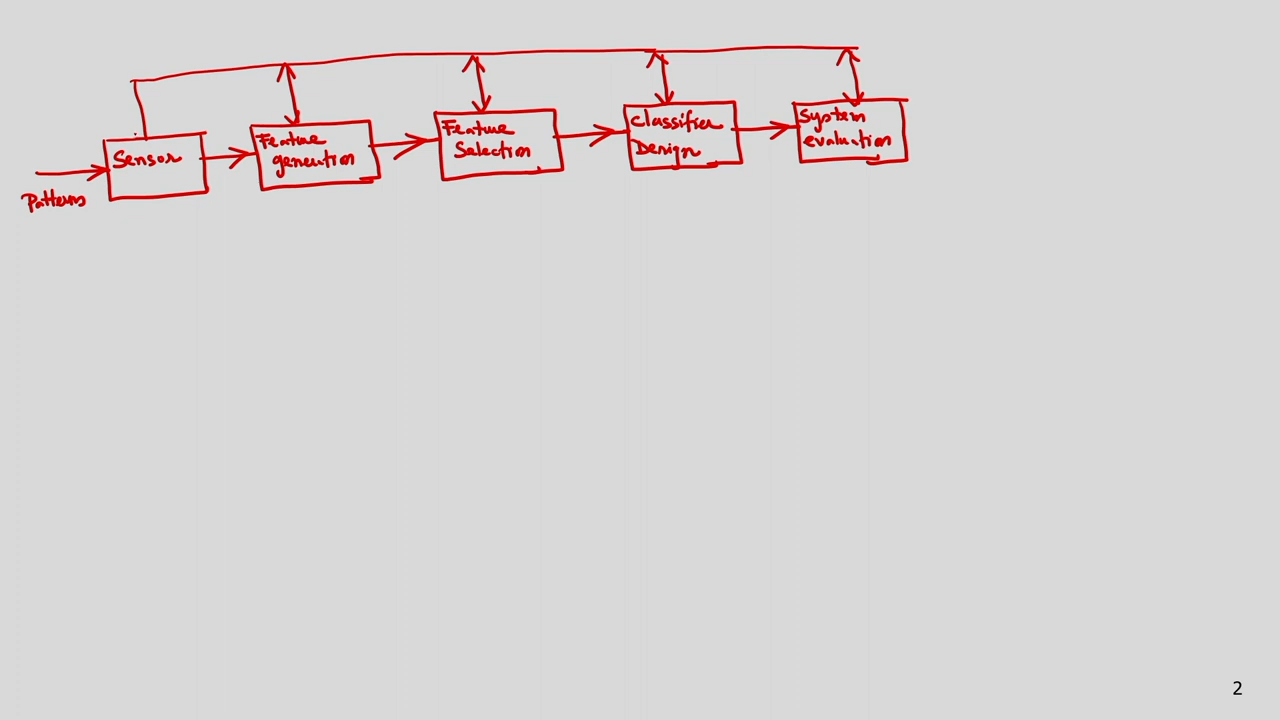 Patterns
Sensor
Feature
generation
Feature
Selection
Classifier
Design
System
evaluation
2